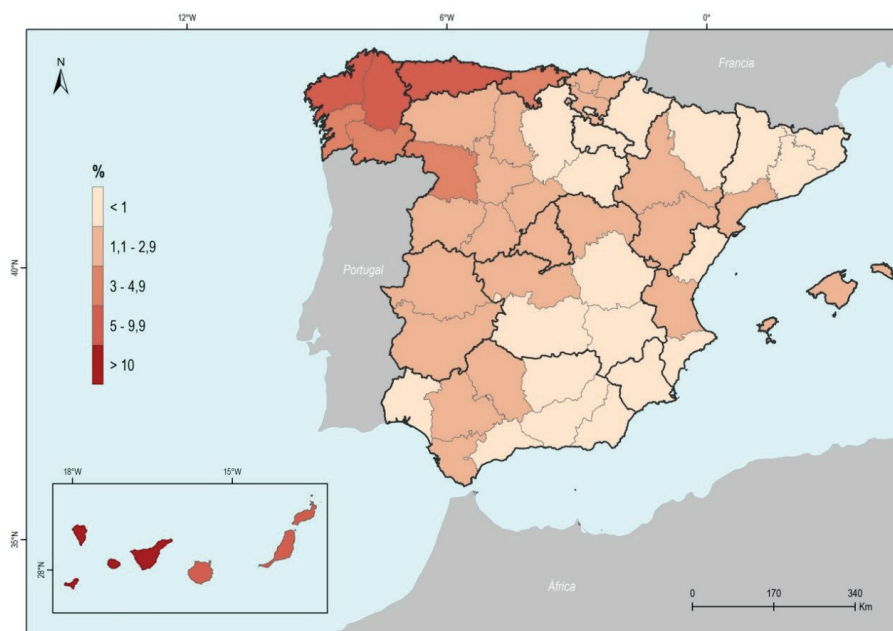 12°W 6°W 0°
N
Francia
%
< 1
1,1 - 2,9
3 - 4,9
5 - 9,9
> 10
40°N
Portugal
18°W 15°W
35°N
28°N
África
0 170 340
Km